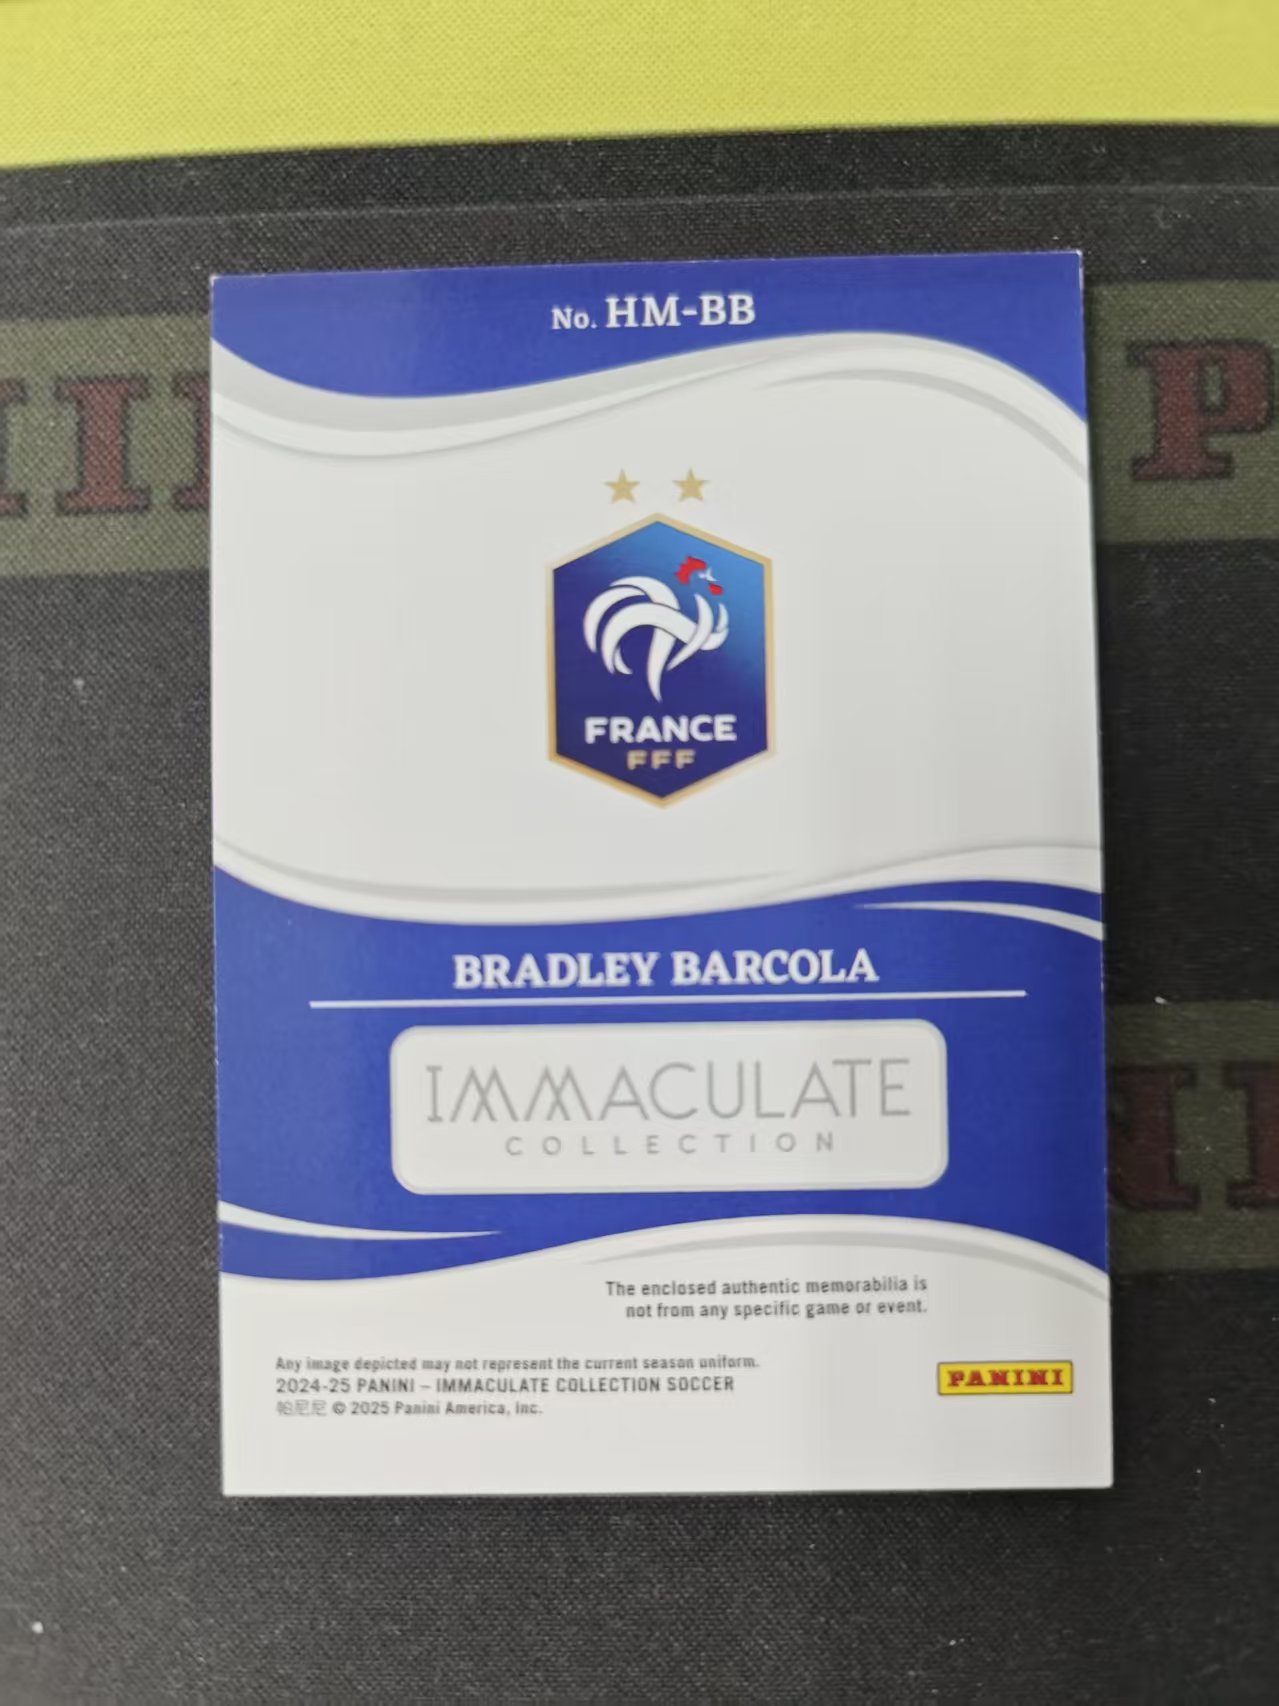 No. HM-BB
FRANCE
FFF
BRADLEY BARCOLA
IMMACULATE
COLLECTION
The enclosed authentic memorabilia is
not from any specific game or event.
Any image depicted may not represent the current season uniform.
2024-25 PANINI – IMMACULATE COLLECTION SOCCER
帕尼尼 © 2025 Panini America, Inc.
PANINI